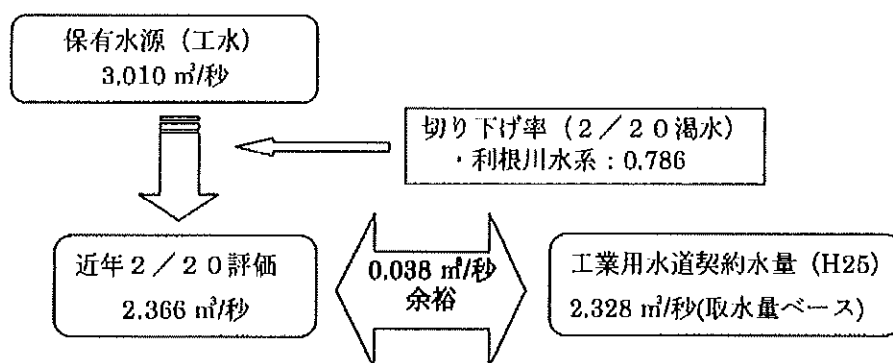 保有水源（工水）
3,010 ㎥/秒
切り下げ率（２／２０渇水）
・利根川水系：0.786
近年２／２０評価
2,366 ㎥/秒
0.038 ㎥/秒
余裕
工業用水道契約水量（H25)
2,328 ㎥/秒(取水量ベース)